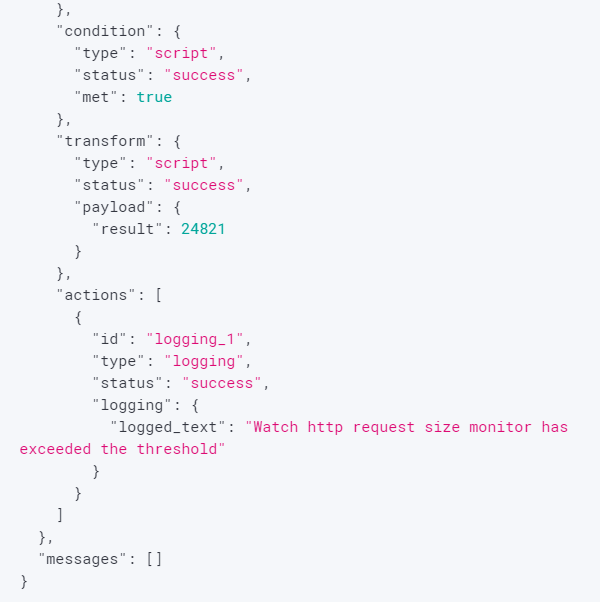 },
    "condition": {
      "type": "script",
      "status": "success",
      "met": true
    },
    "transform": {
      "type": "script",
      "status": "success",
      "payload": {
        "result": 24821
      }
    },
    "actions": [
      {
        "id": "logging_1",
        "type": "logging",
        "status": "success",
        "logging": {
          "logged_text": "Watch http request size monitor has
exceeded the threshold"
        }
      }
    ]
  },
  "messages": []
}